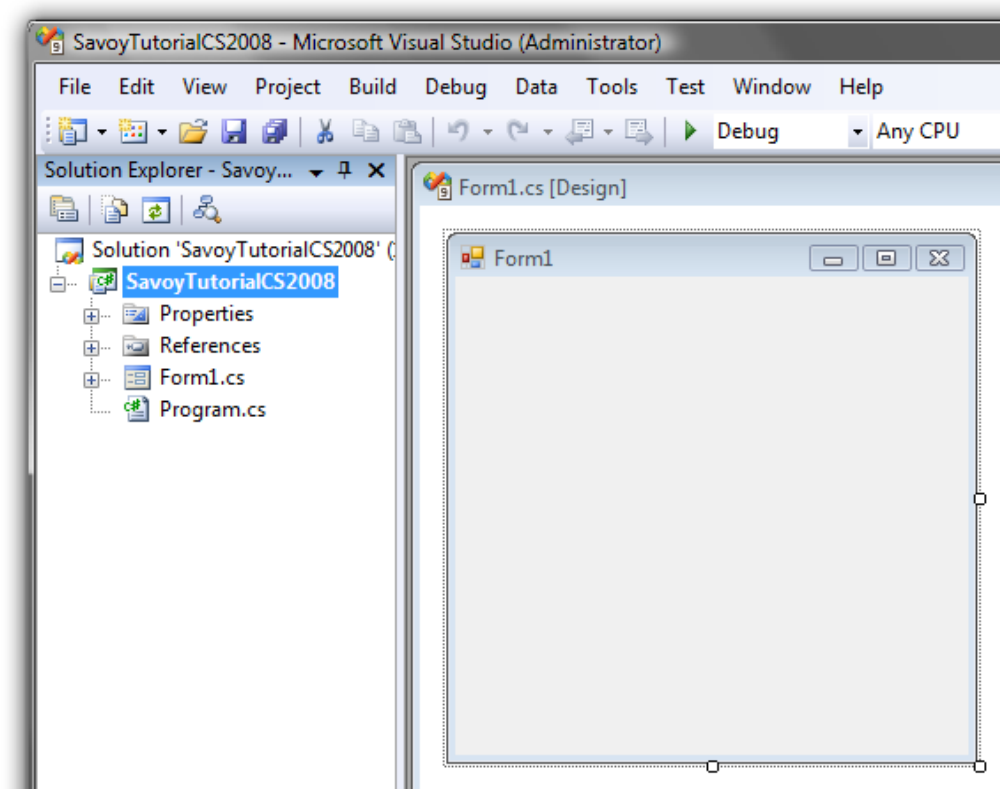 SavoyTutorialCS2008 - Microsoft Visual Studio (Administrator)
File Edit View Project Build Debug Data Tools Test Window Help
Debug Any CPU
Solution Explorer - Savoy...
Form1.cs [Design]
Solution 'SavoyTutorialCS2008' (
Form1
SavoyTutorialCS2008
Properties
References
Form1.cs
Program.cs